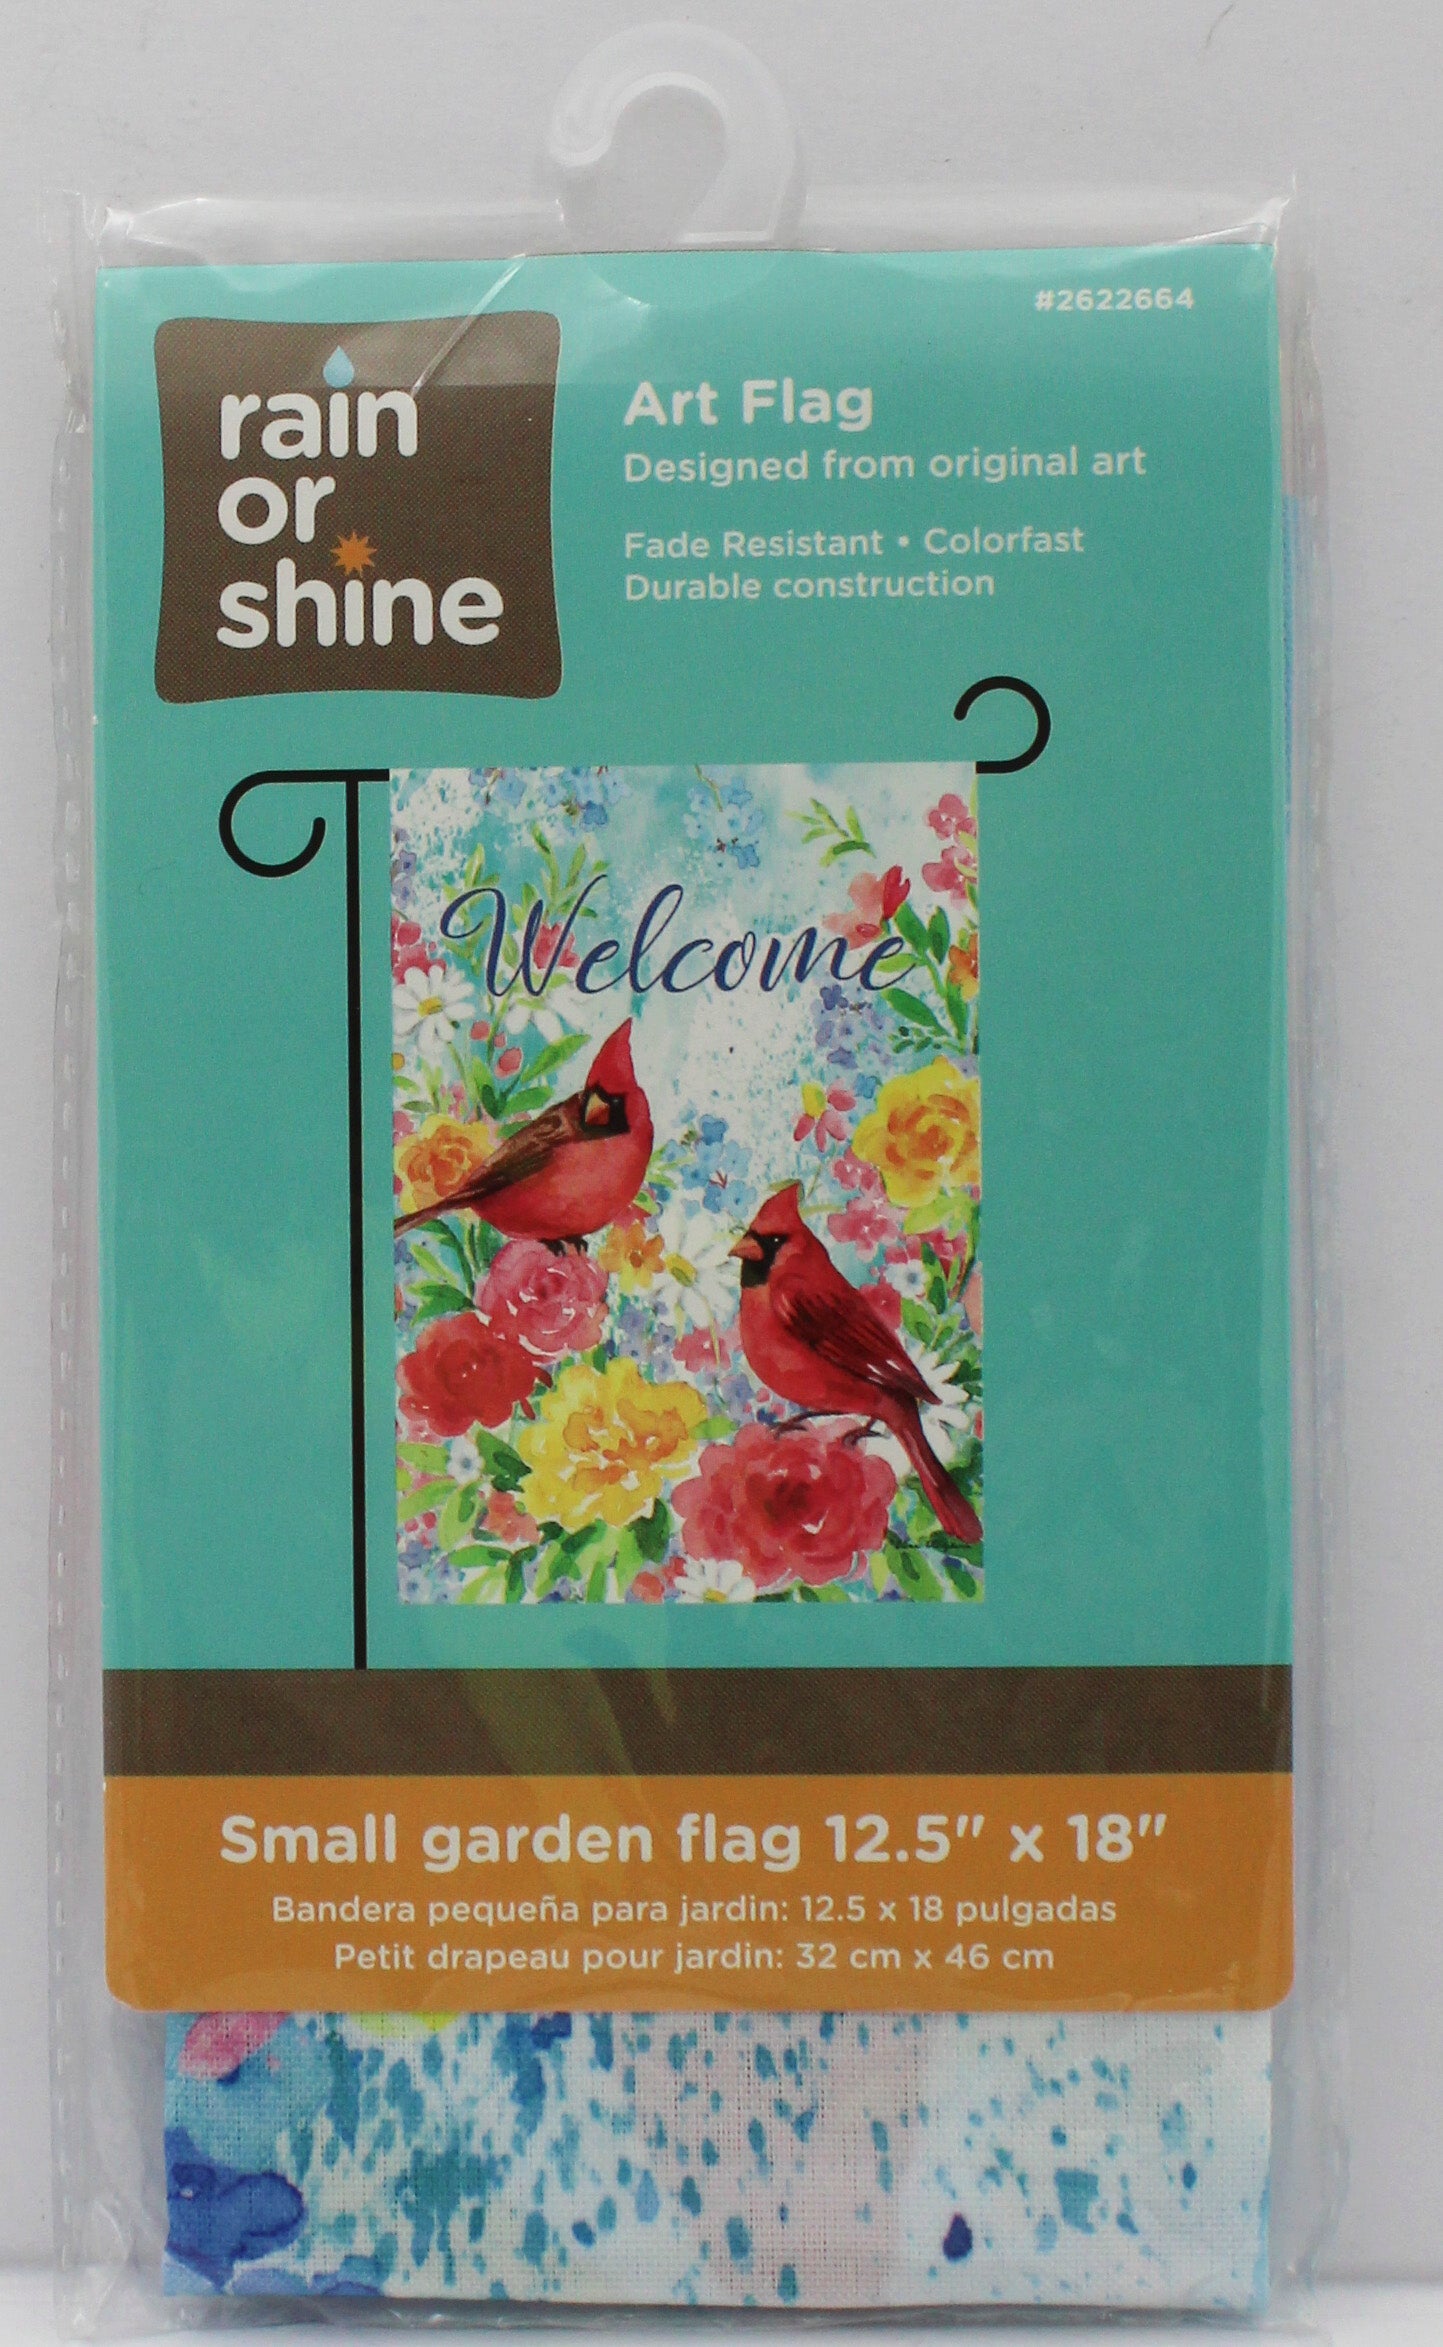 #2622664
rain
or
shine
Art Flag
Designed from original art
Fade Resistant • Colorfast
Durable construction
Welcome
Small garden flag 12.5" x 18"
Bandera pequeña para jardin: 12.5 x 18 pulgadas
Petit drapeau pour jardin: 32 cm x 46 cm